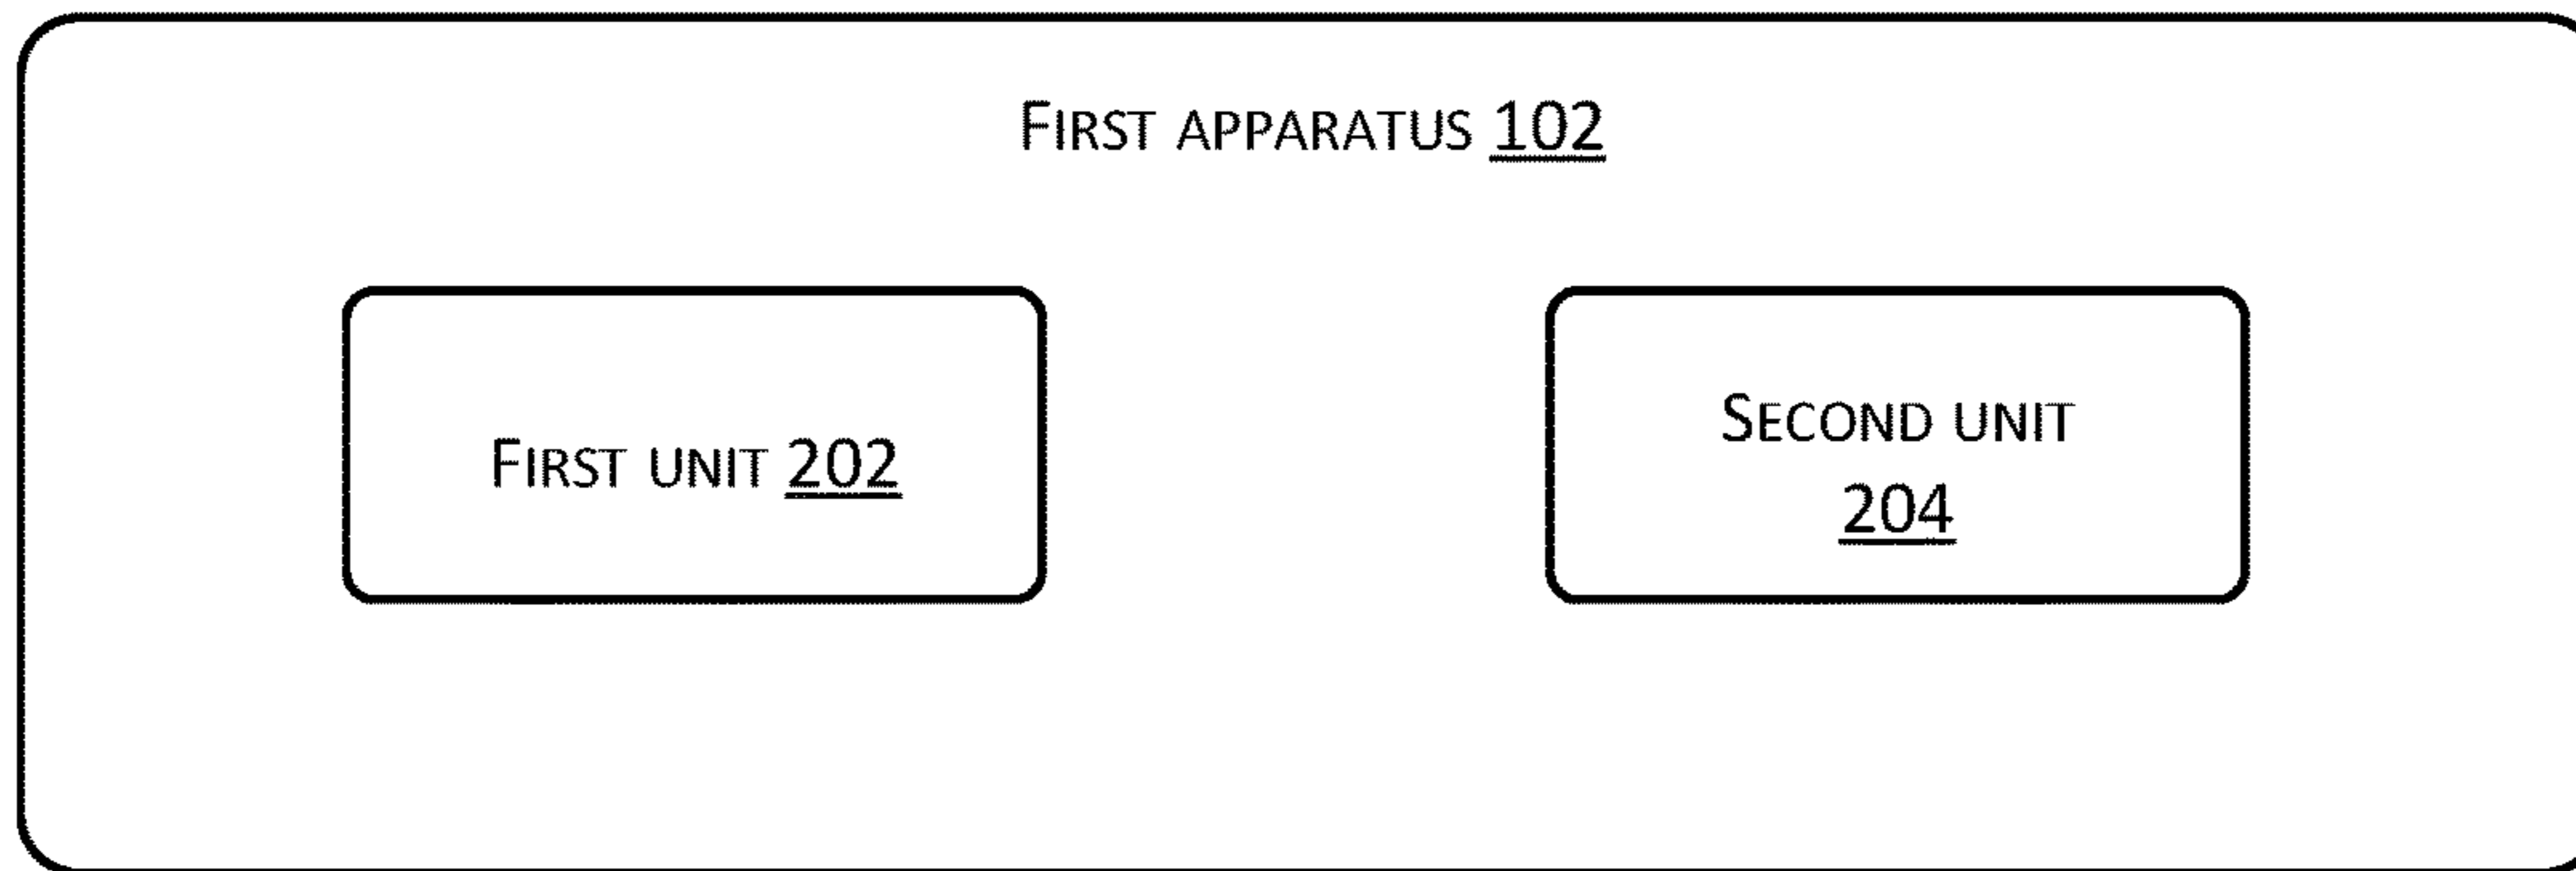 FIRST APPARATUS 102
FIRST UNIT 202
SECOND UNIT
204